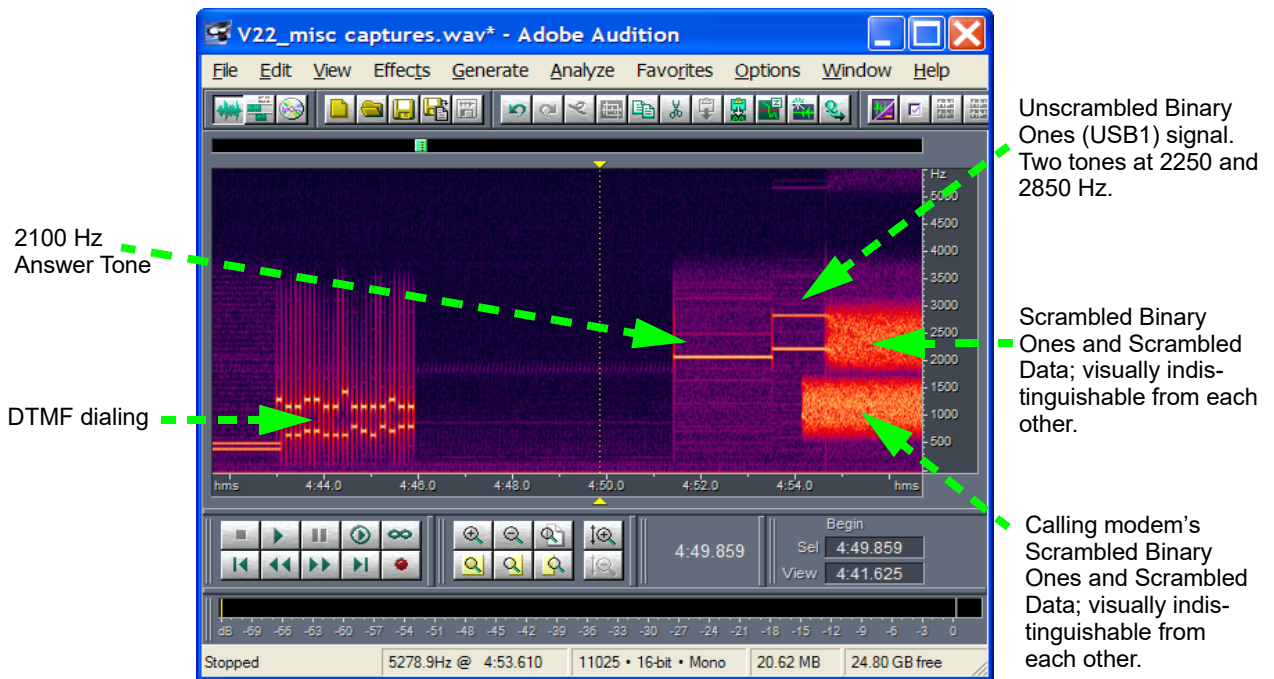 V22_misc captures.wav* - Adobe Audition
File Edit View Effects Generate Analyze Favorites Options Window Help
Unscrambled Binary
Ones (USB1) signal.
Two tones at 2250 and
2850 Hz.
2100 Hz
Answer Tone
DTMF dialing
Scrambled Binary
Ones and Scrambled
Data; visually indis-
tinguishable from each
other.
Calling modem's
Scrambled Binary
Ones and Scrambled
Data; visually indis-
tinguishable from
each other.
Hz
5000
4500
4000
3500
3000
2500
2000
1500
1000
500
hms 4:44.0 4:46.0 4:48.0 4:50.0 4:52.0 4:54.0 hms
4:49.859
Begin
Sel 4:49.859
View 4:41.625
dB -69 -66 -63 -60 -57 -54 -51 -48 -45 -42 -39 -36 -33 -30 -27 -24 -21 -18 -15 -12 -9 -6 -3 0
Stopped 5278.9Hz @ 4:53.610 11025 • 16-bit • Mono 20.62 MB 24.80 GB free